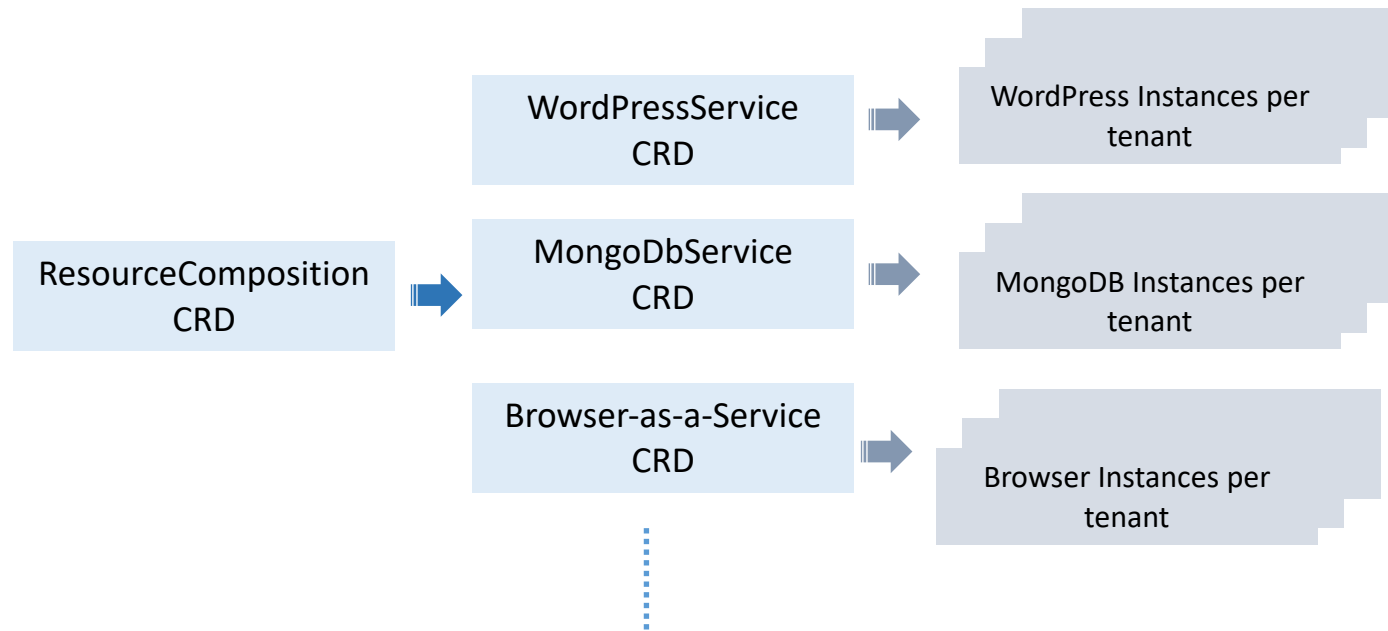 ResourceComposition
CRD
WordPressService
CRD
WordPress Instances per
tenant
MongoDbService
CRD
MongoDB Instances per
tenant
Browser-as-a-Service
CRD
Browser Instances per
tenant